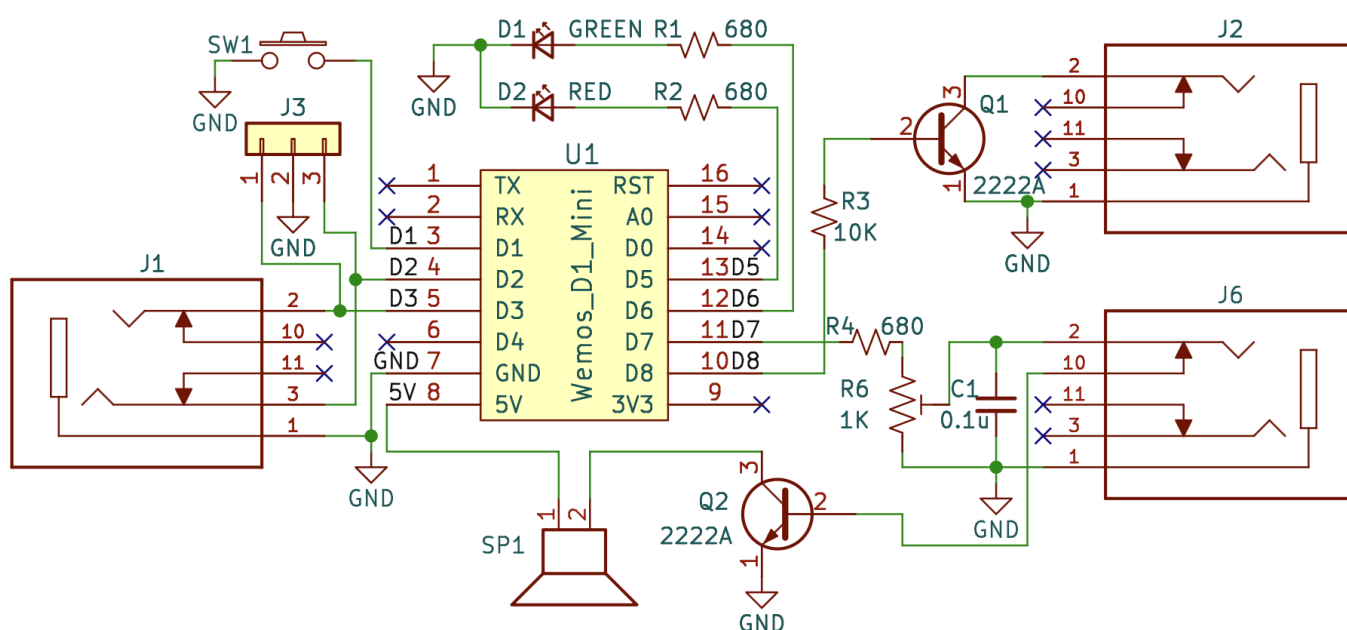 D1 GREEN R1 680
SW1
GND
GND
D2 RED R2 680
J3
1 2 3
GND
U1
Wemos_D1_Mini
1 TX
2 RX
D1 3 D1
D2 4 D2
D3 5 D3
6 D4
GND 7 GND
5V 8 5V
RST 16
A0 15
D0 14
D5 13 D5
D6 12 D6
D7 11 D7
D8 10 D8
3V3 9
J1
2
10
11
3
1
GND
J2
2
10
11
3
1
3
Q1
2
1
2222A
GND
R3
10K
R4 680
R6
1K
C1
0.1u
J6
2
10
11
3
1
GND
SP1
1 2
3
Q2
2
2222A
1
GND